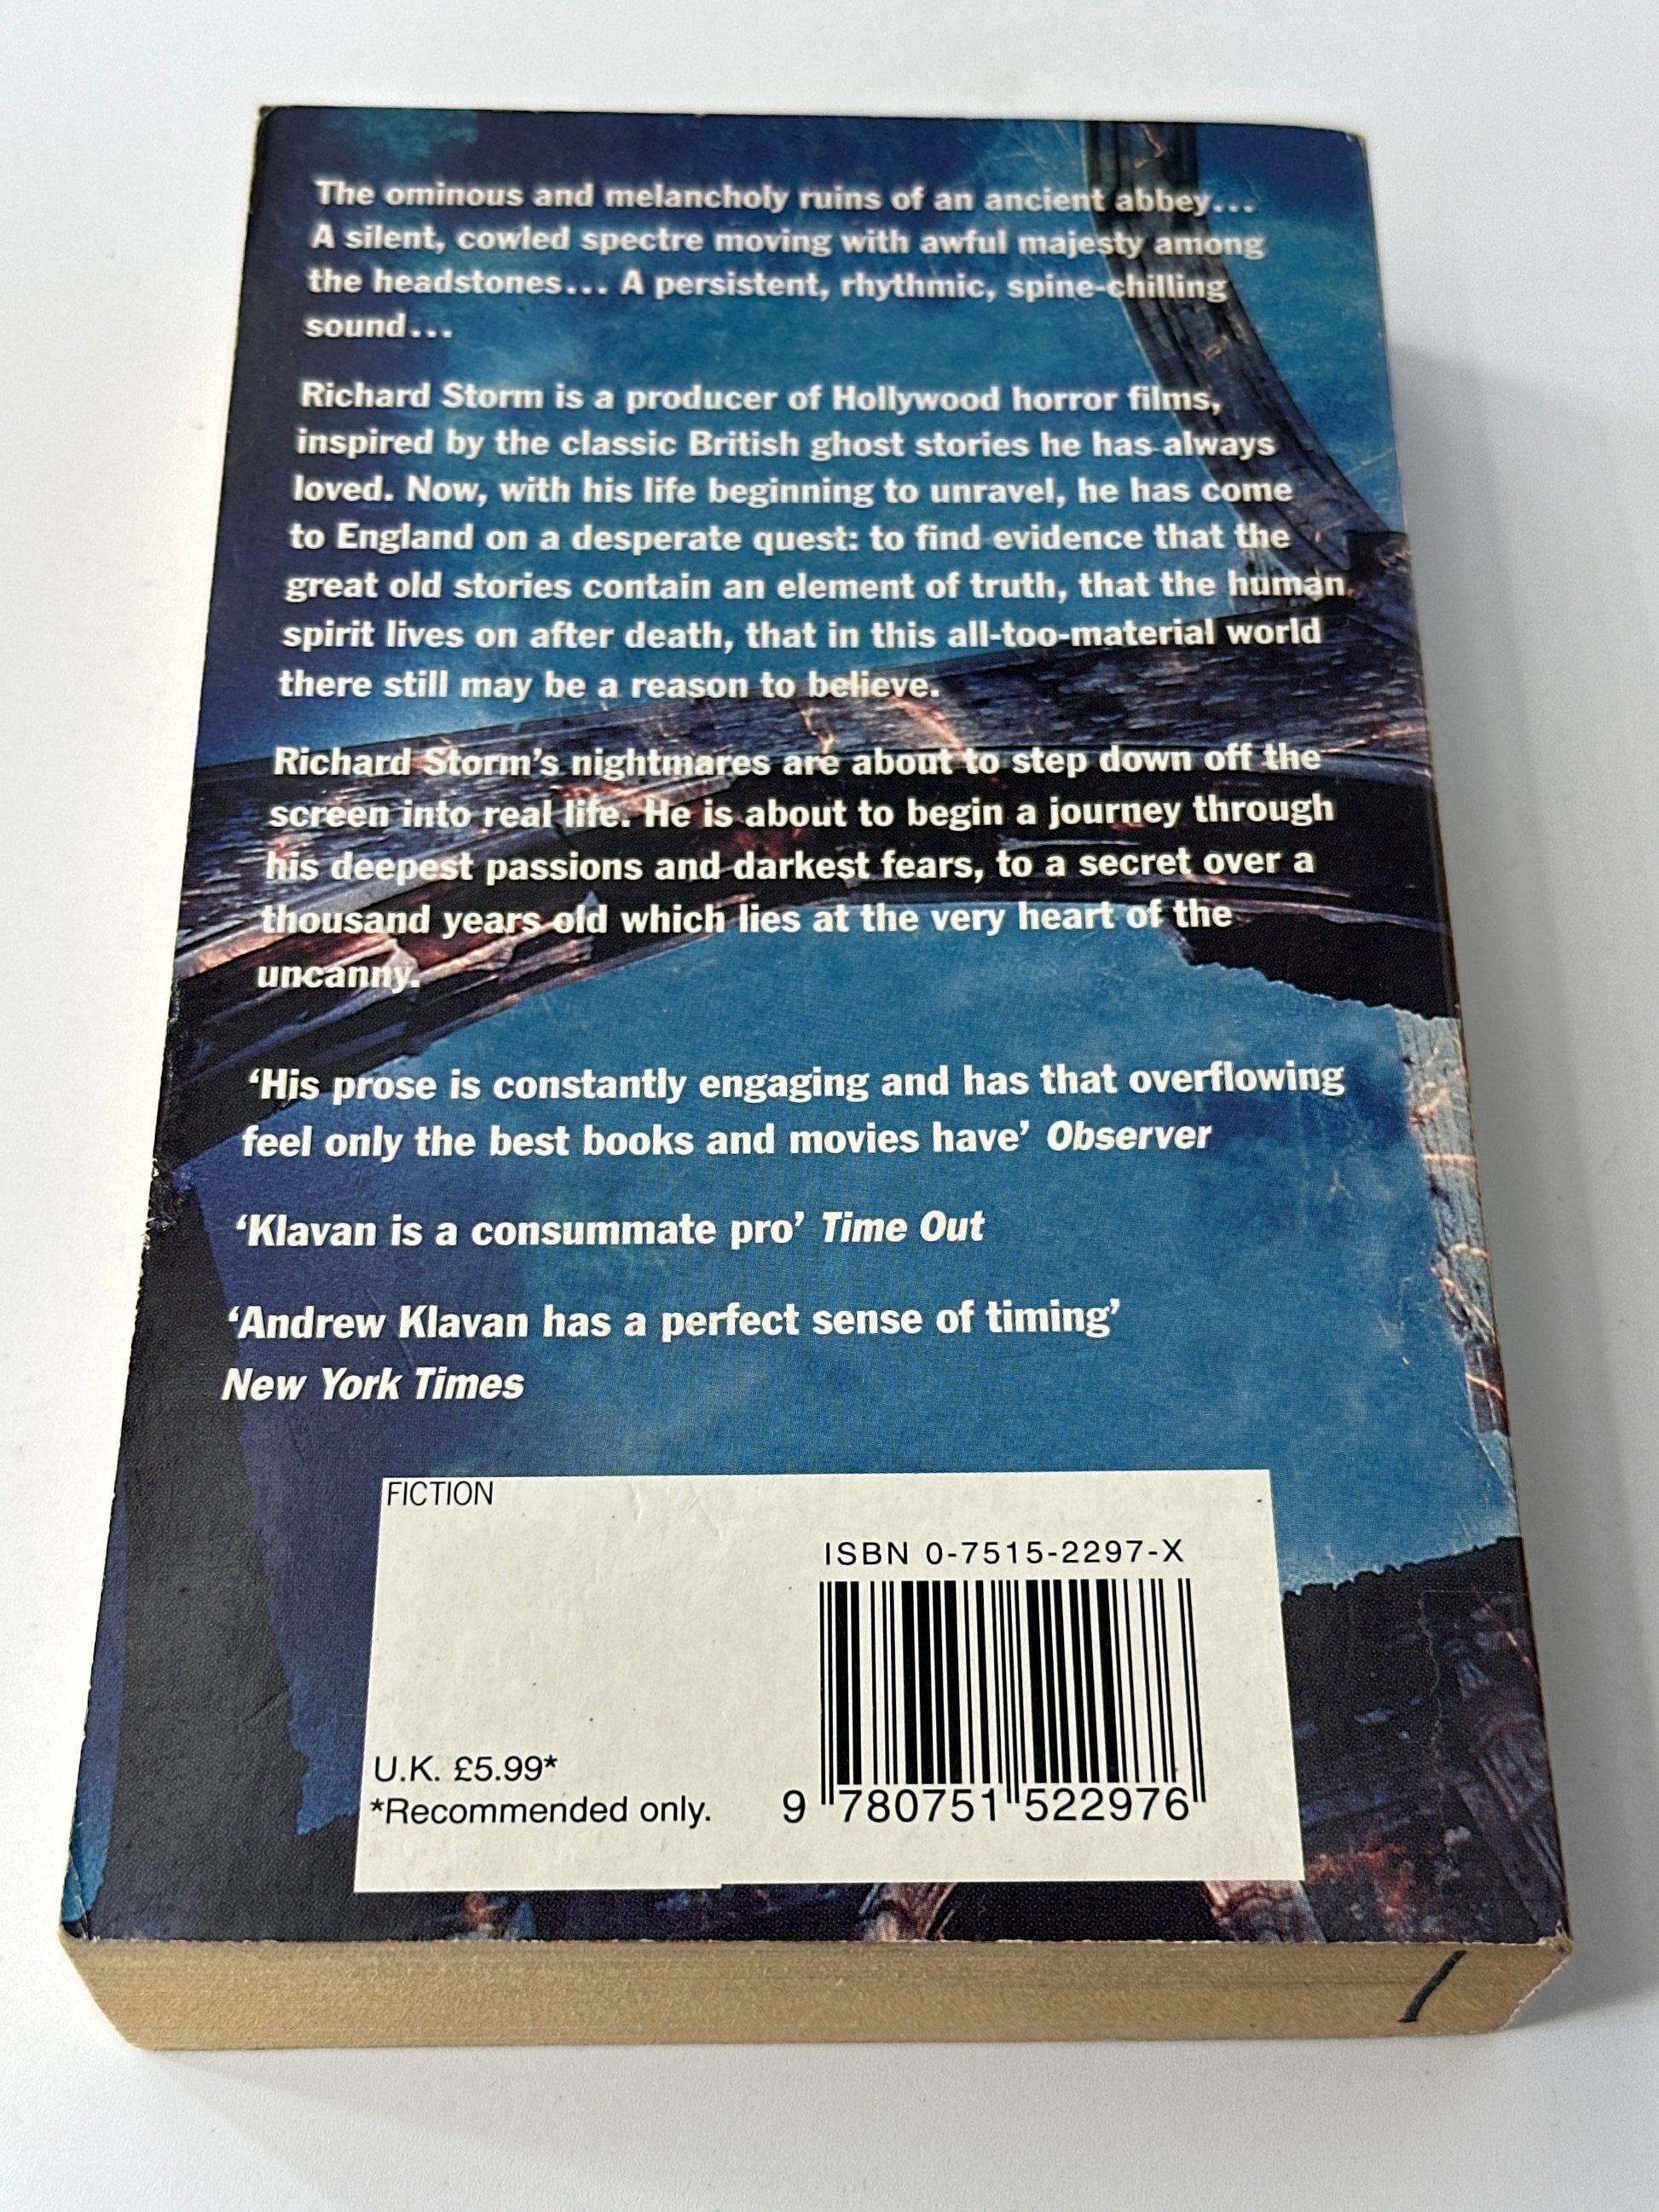 The ominous and melancholy ruins of an ancient abbey...
A silent, cowled spectre moving with awful majesty among
the headstones... A persistent, rhythmic, spine-chilling
sound...
Richard Storm is a producer of Hollywood horror films,
inspired by the classic British ghost stories he has always
loved. Now, with his life beginning to unravel, he has come
to England on a desperate quest: to find evidence that the
great old stories contain an element of truth, that the human
spirit lives on after death, that in this all-too-material world
there still may be a reason to believe.
Richard Storm's nightmares are about to step down off the
screen into real life. He is about to begin a journey through
his deepest passions and darkest fears, to a secret over a
thousand years old which lies at the very heart of the
uncanny.
‘His prose is constantly engaging and has that overflowing
feel only the best books and movies have’ Observer
‘Klavan is a consummate pro’ Time Out
‘Andrew Klavan has a perfect sense of timing’
New York Times
FICTION
ISBN 0-7515-2297-X
U.K. £5.99*
*Recommended only.
9 780751 522976